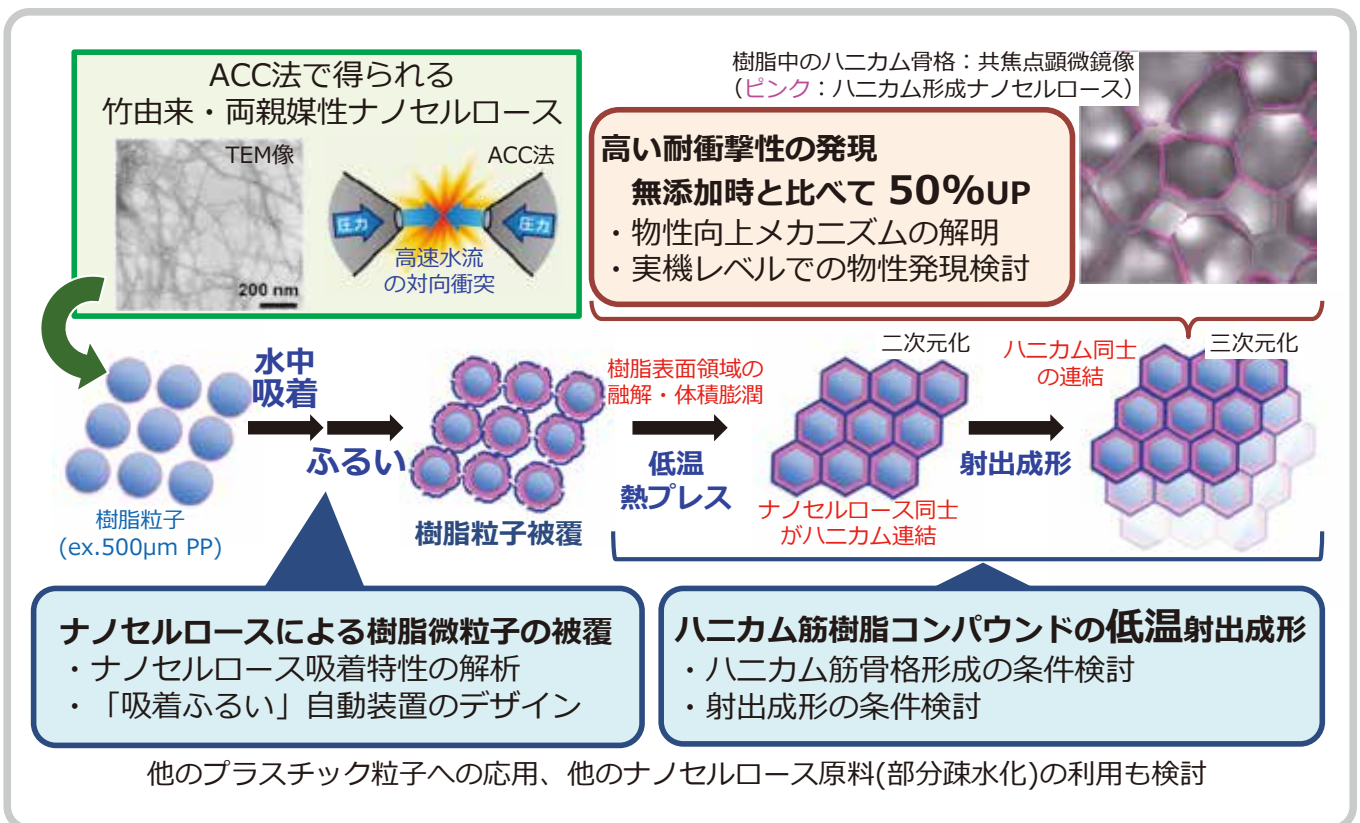 ACC法で得られる
竹由来・両親媒性ナノセルロース
TEM像
200 nm
ACC法
圧力
圧力
高速水流
の対向衝突
樹脂中のハニカム骨格：共焦点顕微鏡像
（ピンク：ハニカム形成ナノセルロース）
高い耐衝撃性の発現
無添加時と比べて 50%UP
・物性向上メカニズムの解明
・実機レベルでの物性発現検討
水中
吸着
ふるい
樹脂粒子
(ex.500μm PP)
樹脂粒子被覆
樹脂表面領域の
融解・体積膨潤
低温
熱プレス
二次元化
ナノセルロース同士
がハニカム連結
ハニカム同士
の連結
射出成形
三次元化
ナノセルロースによる樹脂微粒子の被覆
・ナノセルロース吸着特性の解析
・「吸着ふるい」自動装置のデザイン
ハニカム筋樹脂コンパウンドの低温射出成形
・ハニカム筋骨格形成の条件検討
・射出成形の条件検討
他のプラスチック粒子への応用、他のナノセルロース原料(部分疎水化)の利用も検討